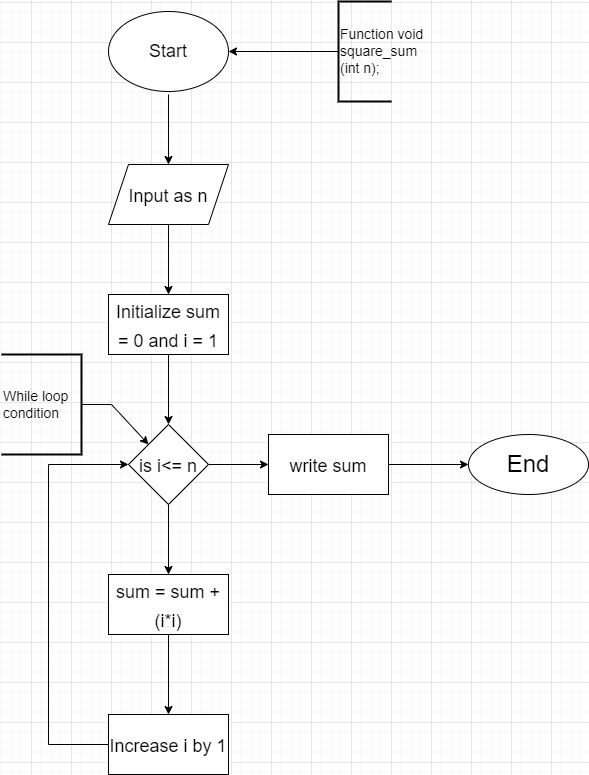 Start
Function void
square_sum
(int n);
Input as n
Initialize sum
= 0 and i = 1
While loop
condition
is i<= n
write sum
End
sum = sum +
(i*i)
Increase i by 1